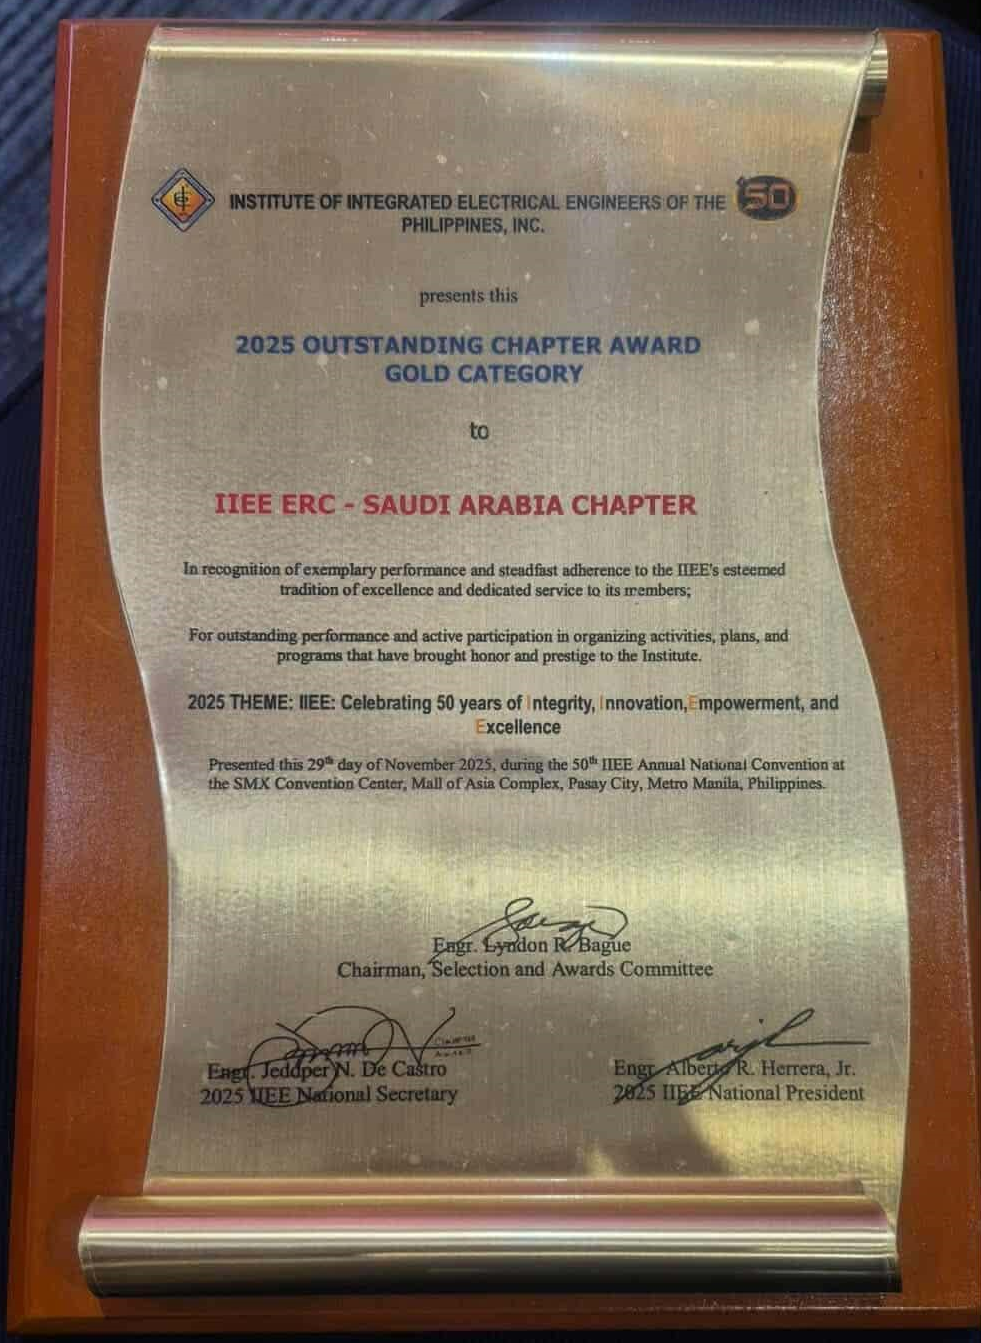 INSTITUTE OF INTEGRATED ELECTRICAL ENGINEERS OF THE
PHILIPPINES, INC.
50
presents this
2025 OUTSTANDING CHAPTER AWARD
GOLD CATEGORY
to
IIEE ERC - SAUDI ARABIA CHAPTER
In recognition of exemplary performance and steadfast adherence to the IIEE's esteemed
tradition of excellence and dedicated service to its members;
For outstanding performance and active participation in organizing activities, plans, and
programs that have brought honor and prestige to the Institute.
2025 THEME: IIEE: Celebrating 50 years of Integrity, Innovation,Empowerment, and
Excellence
Presented this 29th day of November 2025, during the 50th IIEE Annual National Convention at
the SMX Convention Center, Mall of Asia Complex, Pasay City, Metro Manila, Philippines.
Engr. Lyndon R. Bague
Chairman, Selection and Awards Committee
Engr. Jeddper N. De Castro
2025 IIEE National Secretary
Engr. Alberto R. Herrera, Jr.
2025 IIEE National President